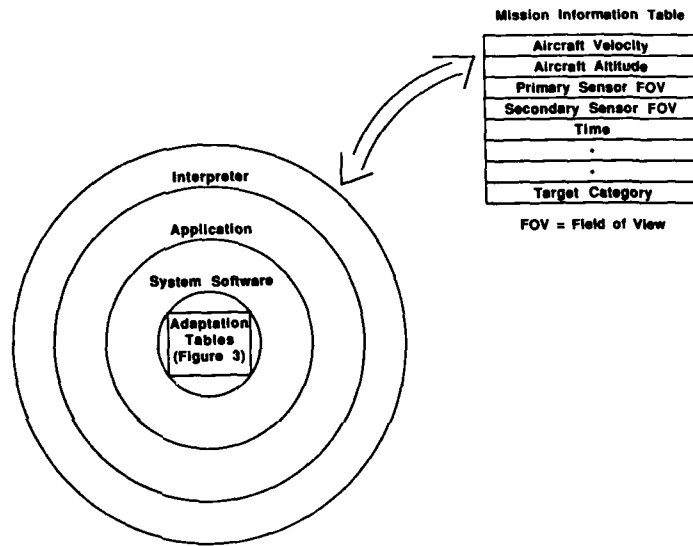 Mission Information Table
Aircraft Velocity
Aircraft Altitude
Primary Sensor FOV
Secondary Sensor FOV
Time
.
.
Target Category
FOV = Field of View
Interpreter
Application
System Software
Adaptation
Tables
(Figure 3)